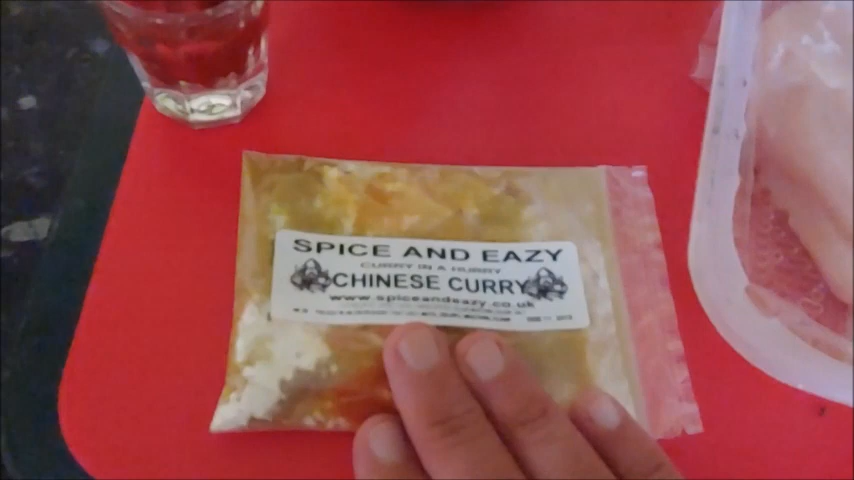 SPICE AND EAZY
CURRY IN A HURRY
CHINESE CURRY
www.spiceandeazy.co.uk